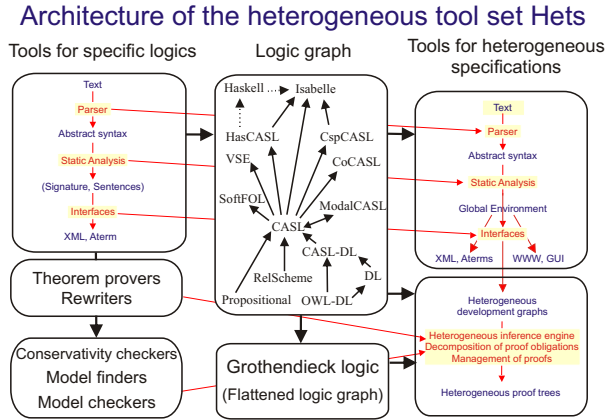 Architecture of the heterogeneous tool set Hets
Tools for specific logics
Text
Parser
Abstract syntax
Static Analysis
(Signature, Sentences)
Interfaces
XML, Aterm
Theorem provers
Rewriters
Conservativity checkers
Model finders
Model checkers
Logic graph
Haskell
Isabelle
HasCASL
CspCASL
VSE
CoCASL
SoftFOL
ModalCASL
CASL
CASL-DL
RelScheme
DL
Propositional
OWL-DL
Grothendieck logic
(Flattened logic graph)
Tools for heterogeneous
specifications
Text
Parser
Abstract syntax
Static Analysis
Global Environment
Interfaces
XML, Aterms
WWW, GUI
Heterogeneous
development graphs
Heterogeneous inference engine
Decomposition of proof obligations
Management of proofs
Heterogeneous proof trees